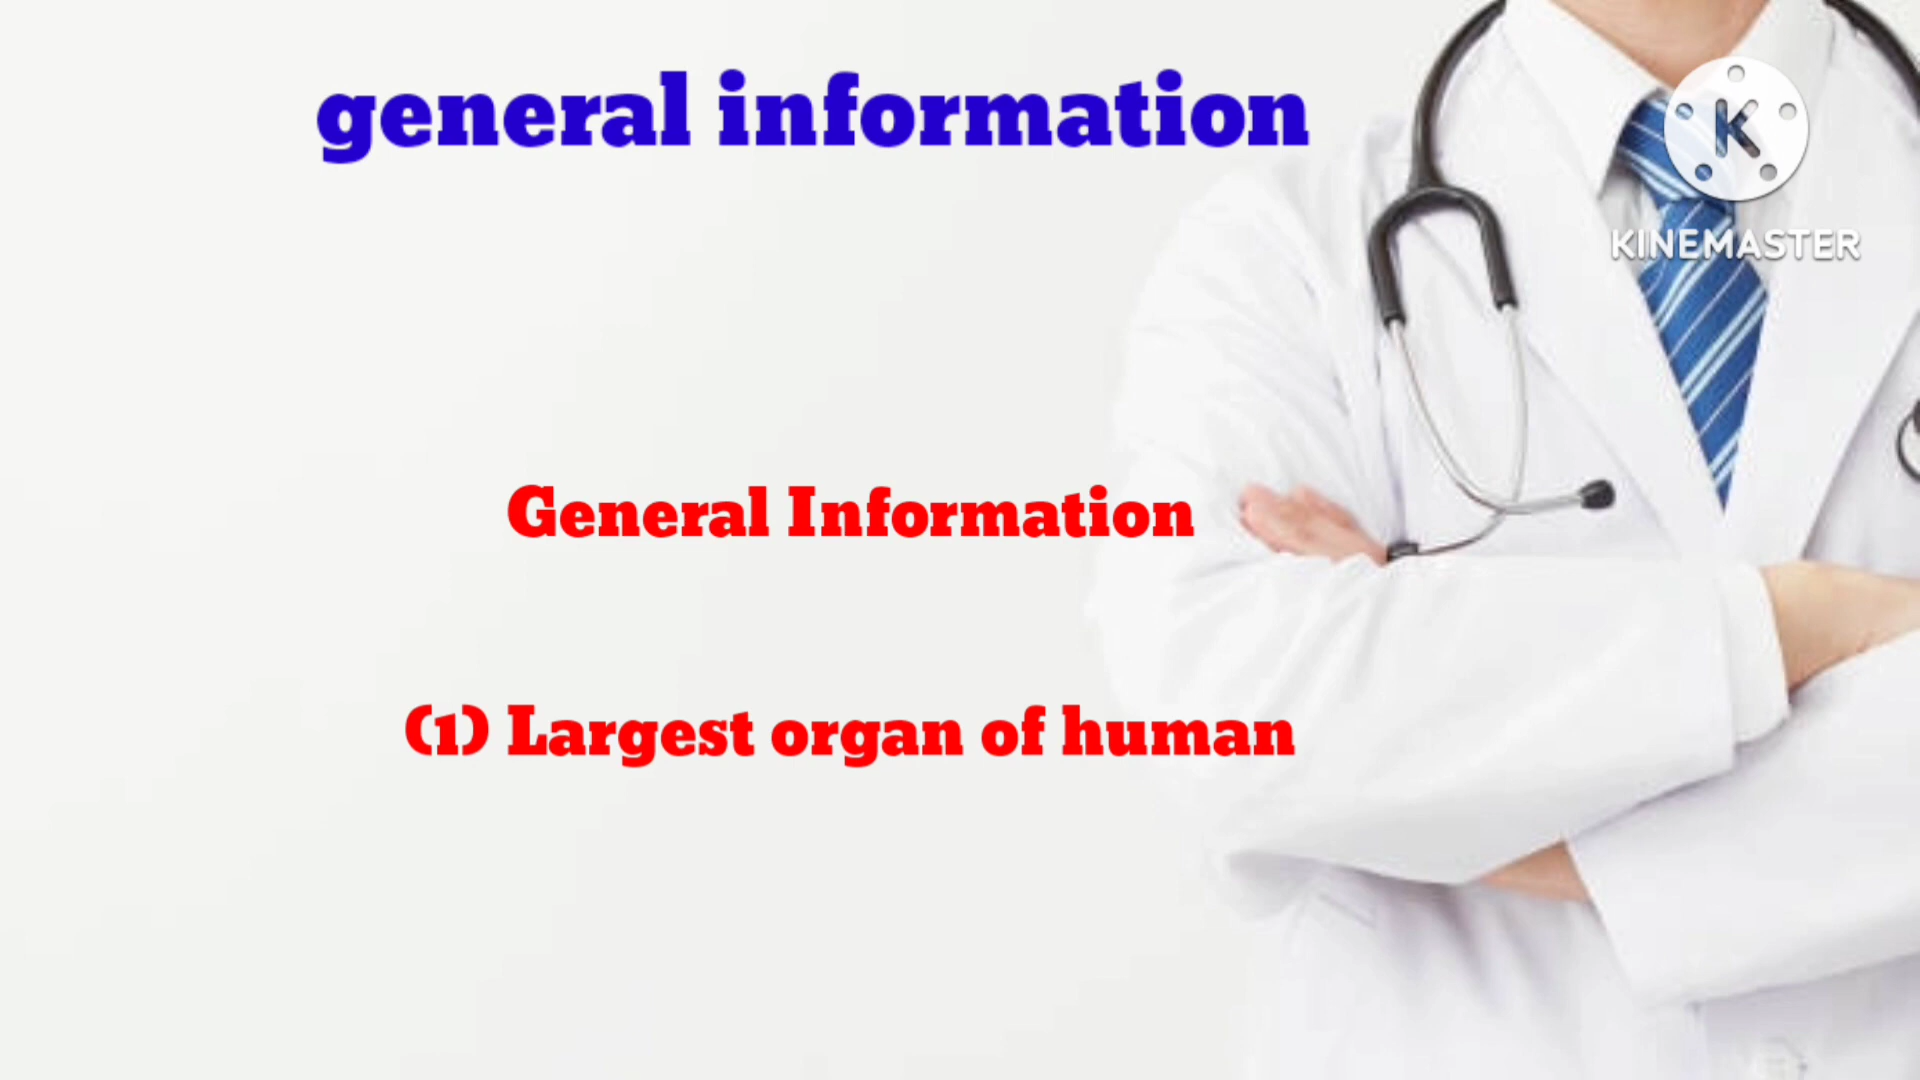 general information
K
KINEMASTER
General Information
(1) Largest organ of human